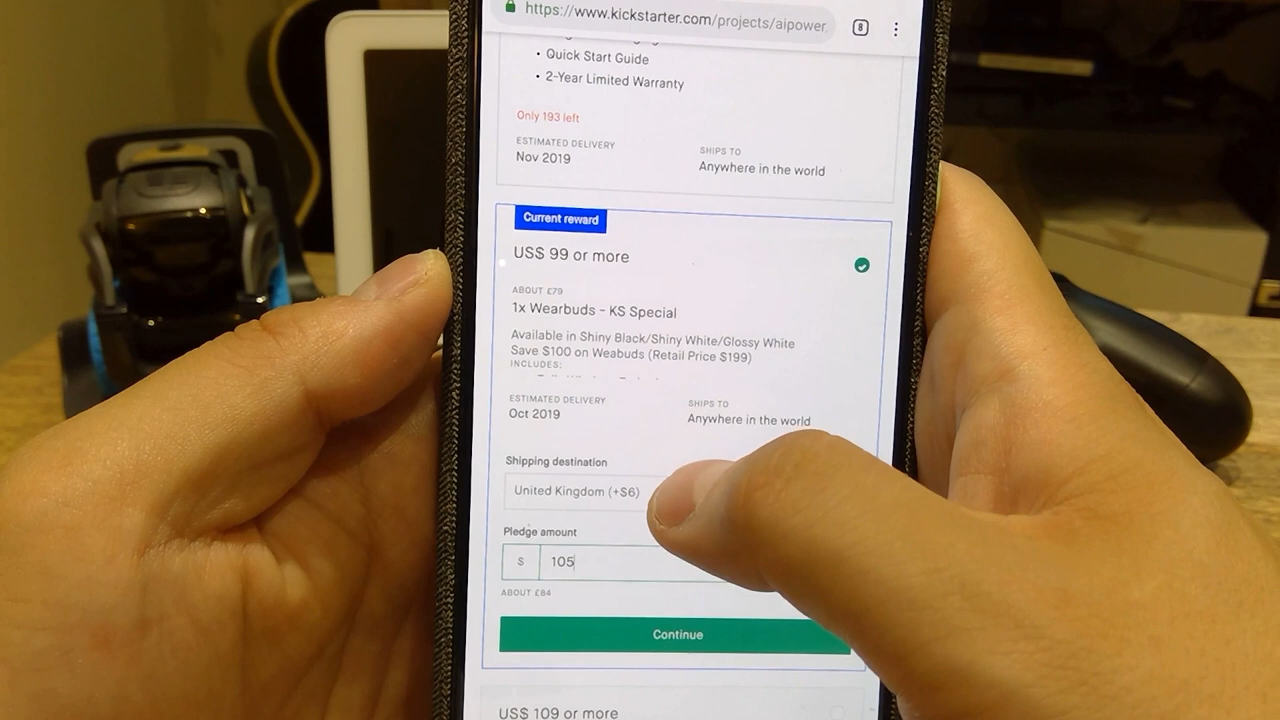 https://www.kickstarter.com/projects/aipower.
8
• Quick Start Guide
• 2-Year Limited Warranty
Only 193 left
ESTIMATED DELIVERY
SHIPS TO
Nov 2019
Anywhere in the world
Current reward
US$ 99 or more
ABOUT £79
1x Wearbuds - KS Special
Available in Shiny Black/Shiny White/Glossy White
Save $100 on Weabuds (Retail Price $199)
INCLUDES:
ESTIMATED DELIVERY
SHIPS TO
Oct 2019
Anywhere in the world
Shipping destination
United Kingdom (+$6)
Pledge amount
$ 105
ABOUT £84
Continue
US$ 109 or more